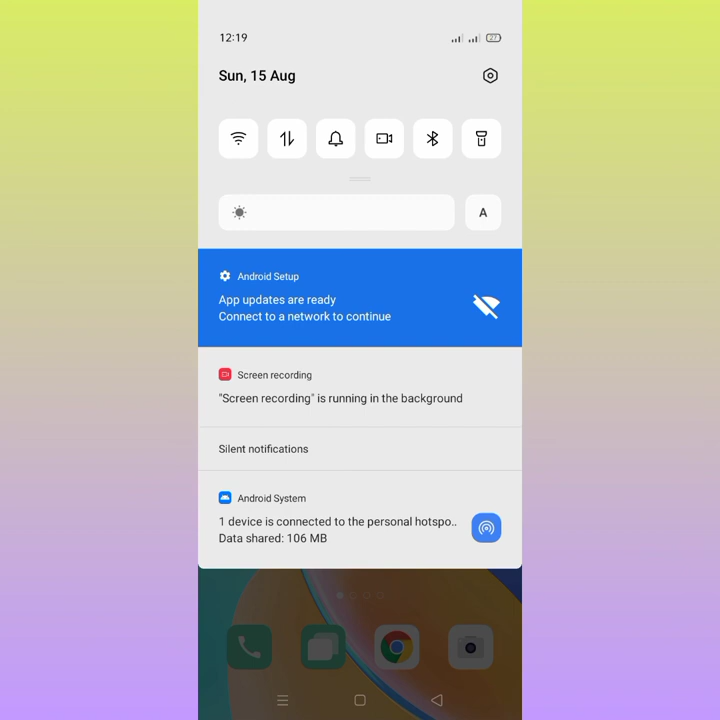 12:19
27
Sun, 15 Aug
A
Android Setup
App updates are ready
Connect to a network to continue
Screen recording
"Screen recording" is running in the background
Silent notifications
Android System
1 device is connected to the personal hotspo..
Data shared: 106 MB